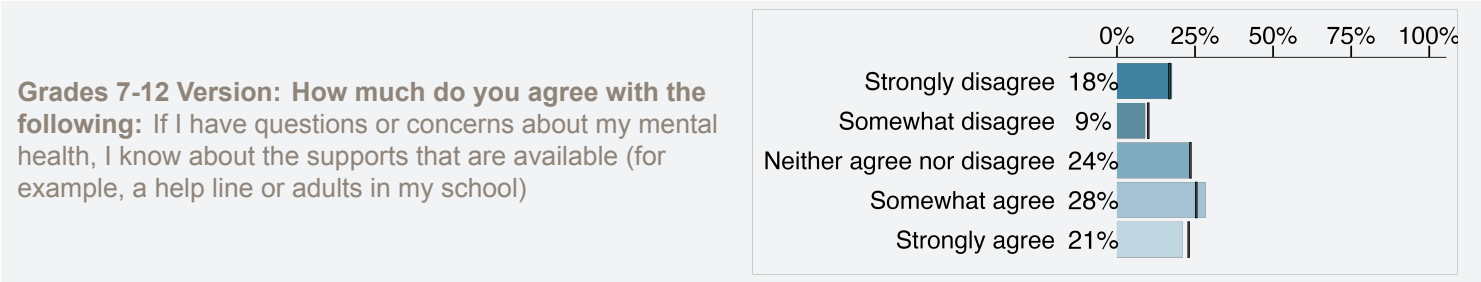 Grades 7-12 Version: How much do you agree with the
following: If I have questions or concerns about my mental
health, I know about the supports that are available (for
example, a help line or adults in my school)
0% 25% 50% 75% 100%
Strongly disagree 18%
Somewhat disagree 9%
Neither agree nor disagree 24%
Somewhat agree 28%
Strongly agree 21%